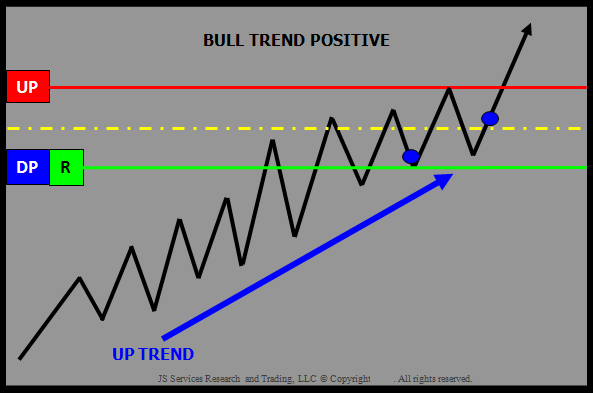 BULL TREND POSITIVE
UP
DP R
UP TREND
JS Services Research and Trading, LLC © Copyright . All rights reserved.